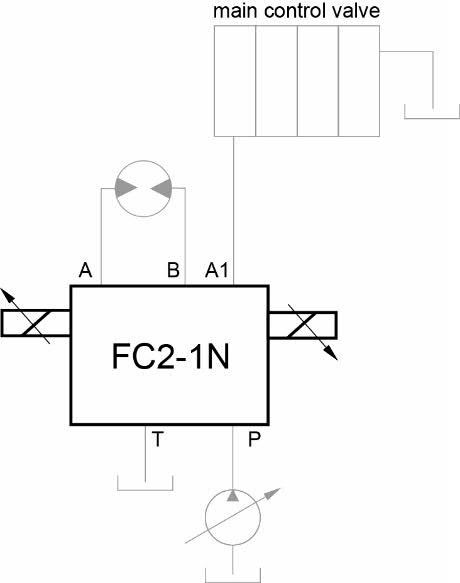 main control valve
A B A1
FC2-1N
T P